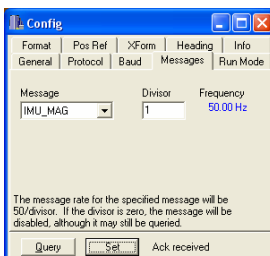 Config
Format Pos Ref XForm Heading Info
General Protocol Baud Messages Run Mode
Message Divisor Frequency
IMU_MAG 1 50.00 Hz
The message rate for the specified message will be
50/divisor. If the divisor is zero, the message will be
disabled, although it may still be queried.
Query Set Ack received